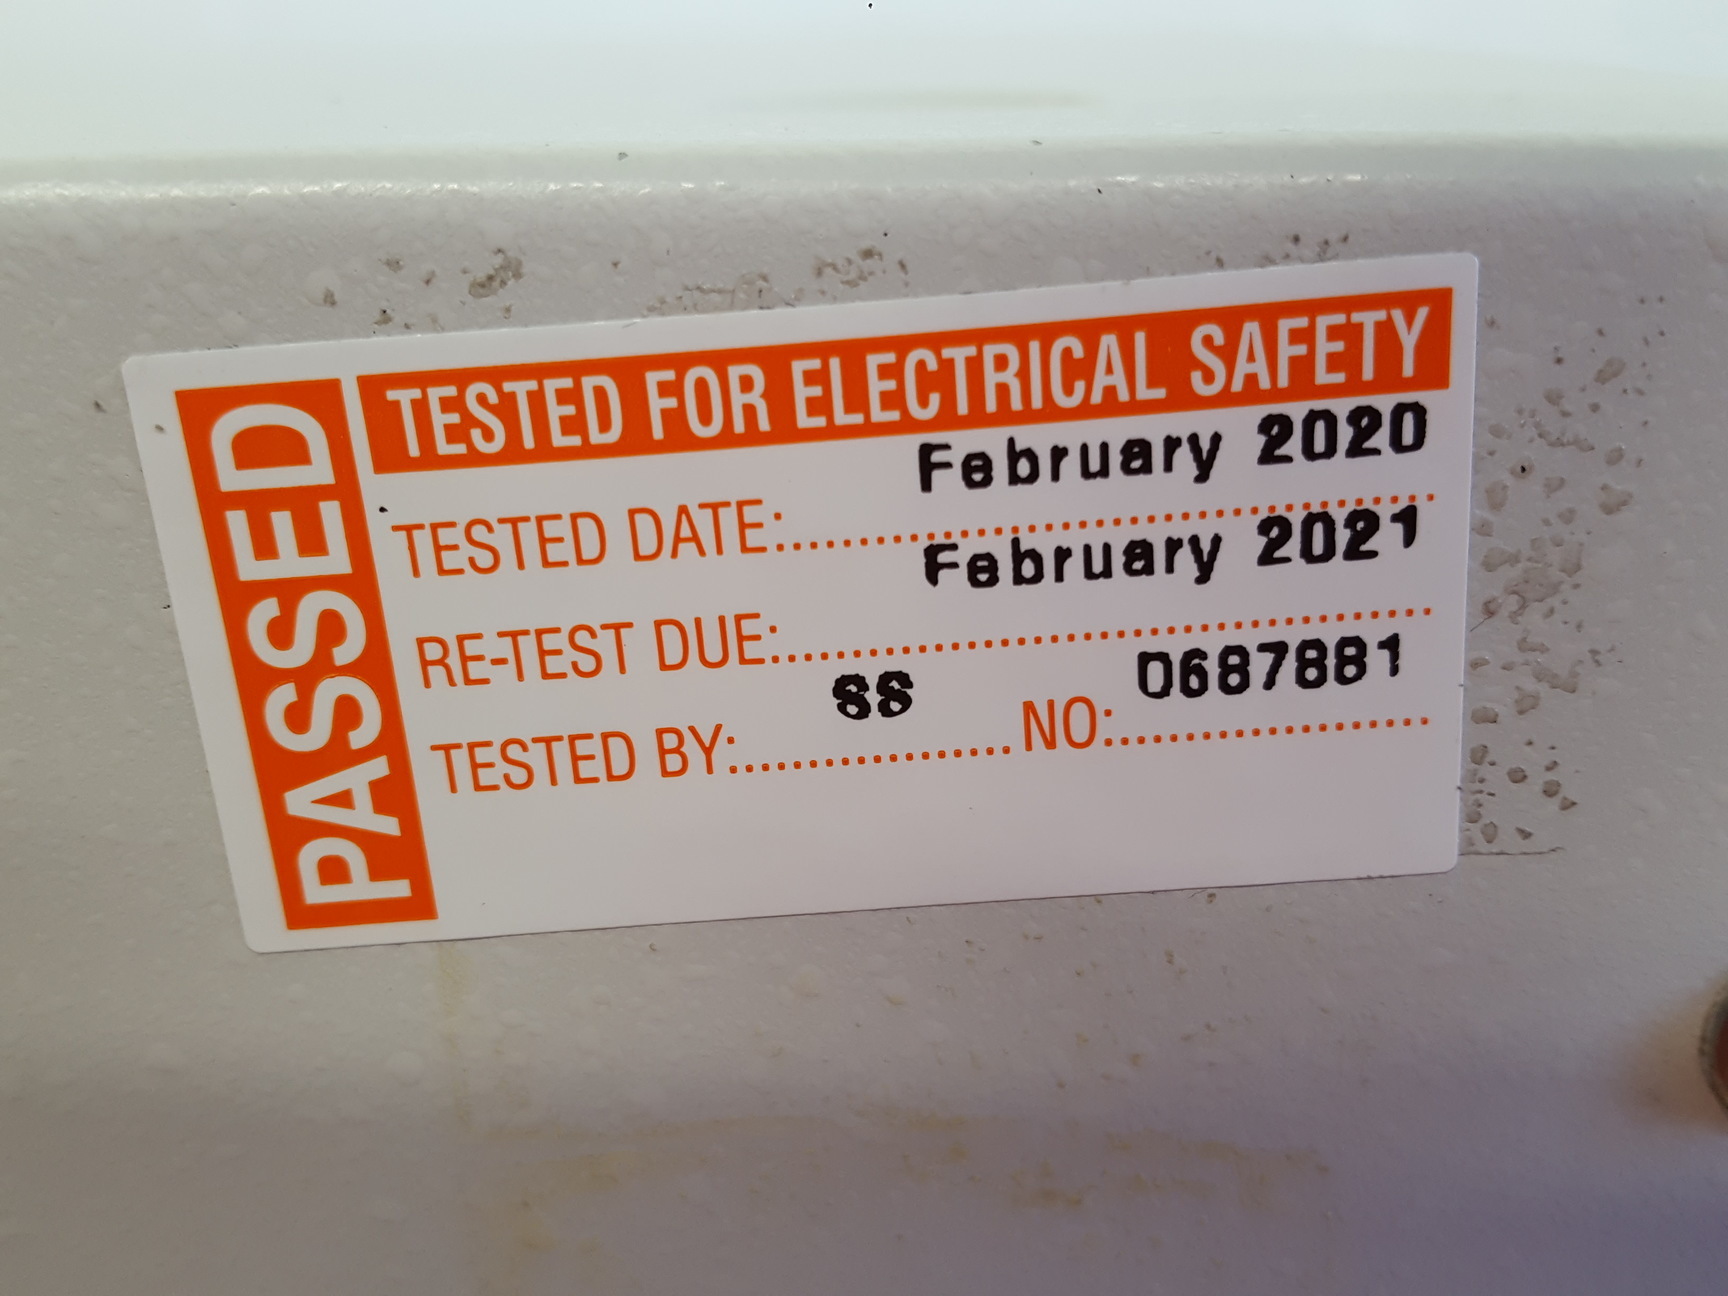 PASSED
TESTED FOR ELECTRICAL SAFETY
February 2020
TESTED DATE:
February 2021
RE-TEST DUE:
SS 0687881
TESTED BY: NO: